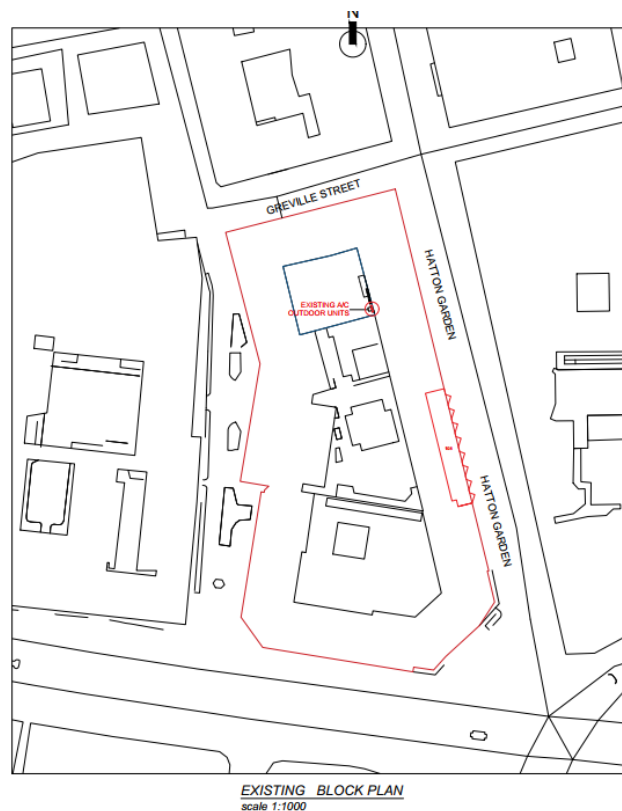 N
GREVILLE STREET
HATTON GARDEN
EXISTING A/C
OUTDOOR UNITS
HATTON GARDEN
EXISTING BLOCK PLAN
scale 1:1000